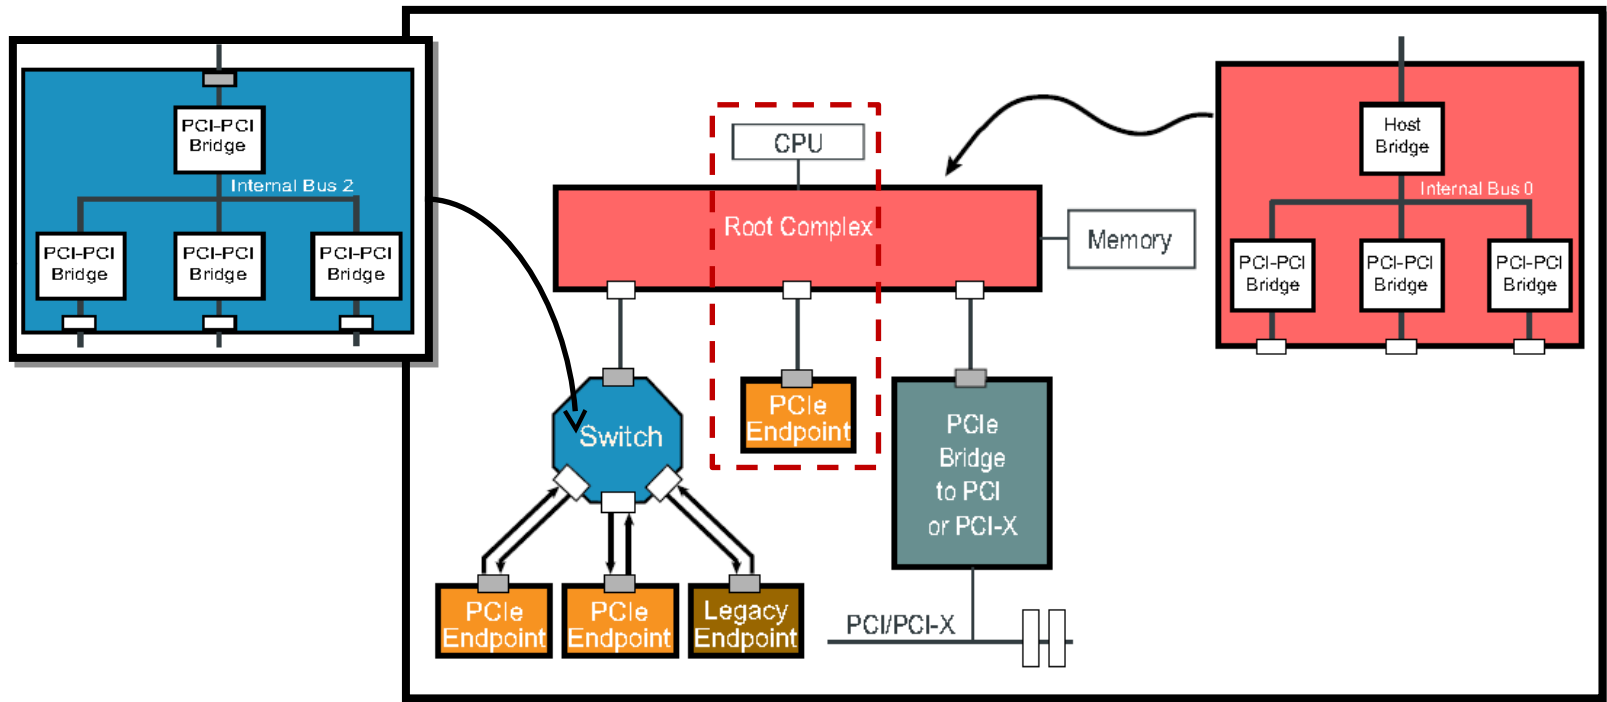 PCI-PCI
Bridge
Internal Bus 2
PCI-PCI
Bridge
PCI-PCI
Bridge
PCI-PCI
Bridge
CPU
Root Complex
Memory
Host
Bridge
Internal Bus 0
PCI-PCI
Bridge
PCI-PCI
Bridge
PCI-PCI
Bridge
Switch
PCIe
Endpoint
PCIe
Bridge
to PCI
or PCI-X
PCIe
Endpoint
PCIe
Endpoint
Legacy
Endpoint
PCI/PCI-X